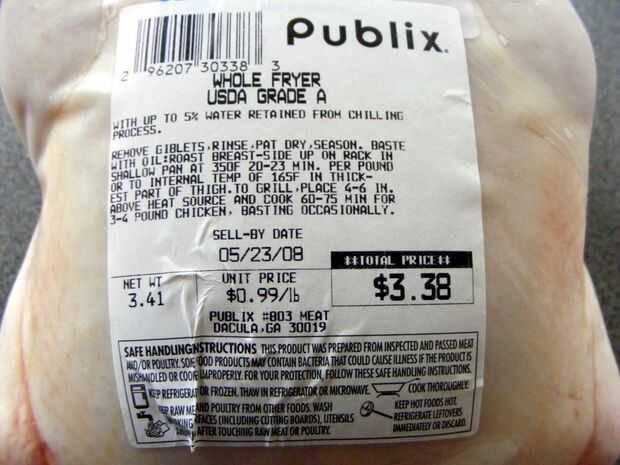 Publix.
2 96207 30338 3
WHOLE FRYER
USDA GRADE A
WITH UP TO 5% WATER RETAINED FROM CHILLING
PROCESS.
REMOVE GIBLETS,RINSE,PAT DRY,SEASON. BASTE
WITH OIL:ROAST BREAST-SIDE UP ON RACK IN
SHALLOW PAN AT 350F 20-23 MIN. PER POUND
OR TO INTERNAL TEMP OF 165F IN THICK-
EST PART OF THIGH.TO GRILL,PLACE 4-6 IN.
ABOVE HEAT SOURCE AND COOK 60-75 MIN FOR
3-4 POUND CHICKEN, BASTING OCCASIONALLY.
SELL-BY DATE
05/23/08
**TOTAL PRICE**
NET WT
UNIT PRICE
3.41
$0.99/lb
$3.38
PUBLIX #803 MEAT
DACULA,GA 30019
SAFE HANDLING INSTRUCTIONS THIS PRODUCT WAS PREPARED FROM INSPECTED AND PASSED MEAT
AND/OR POULTRY. SOME FOOD PRODUCTS MAY CONTAIN BACTERIA THAT COULD CAUSE ILLNESS IF THE PRODUCT IS
MISHANDLED OR COOKED IMPROPERLY. FOR YOUR PROTECTION, FOLLOW THESE SAFE HANDLING INSTRUCTIONS.
KEEP REFRIGERATED OR FROZEN. THAW IN REFRIGERATOR OR MICROWAVE.
COOK THOROUGHLY.
KEEP RAW MEAT AND POULTRY FROM OTHER FOODS. WASH
SURFACES (INCLUDING CUTTING BOARDS), UTENSILS
AFTER TOUCHING RAW MEAT OR POULTRY.
KEEP HOT FOODS HOT.
REFRIGERATE LEFTOVERS
IMMEDIATELY OR DISCARD.